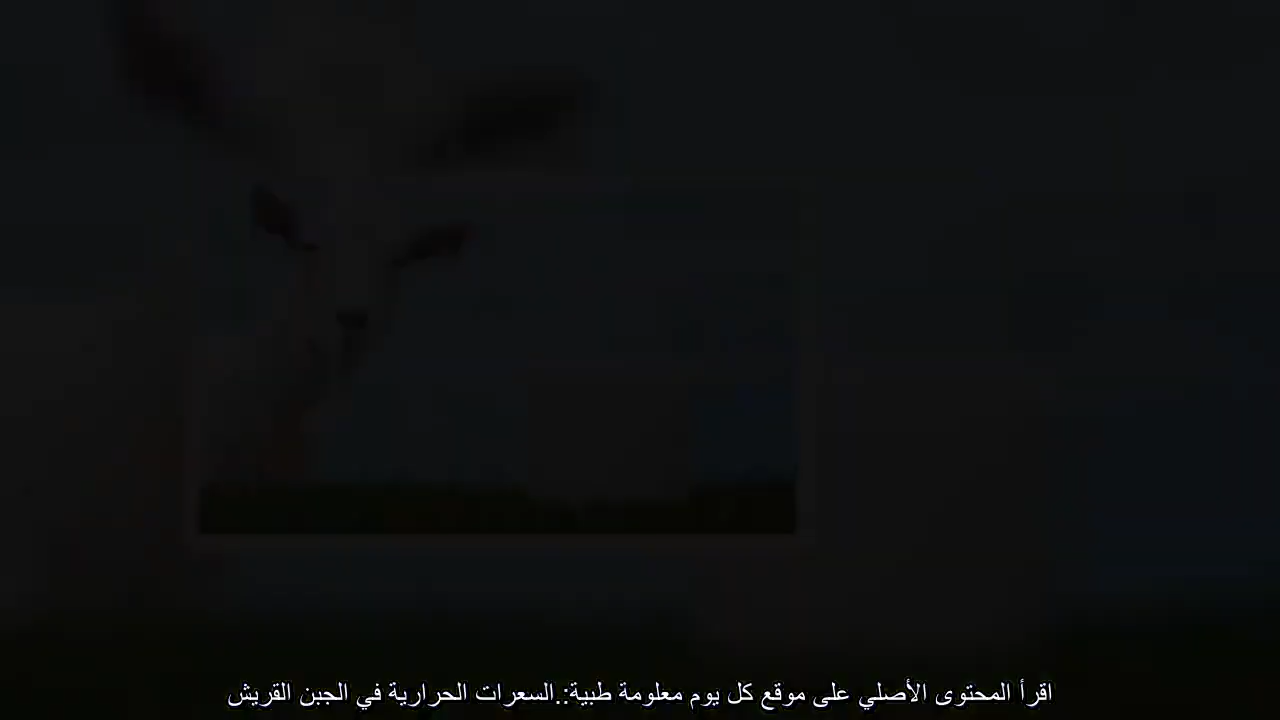 اقرأ المحتوى الأصلي على موقع كل يوم معلومة طبية:. السعرات الحرارية في الجبن القريش